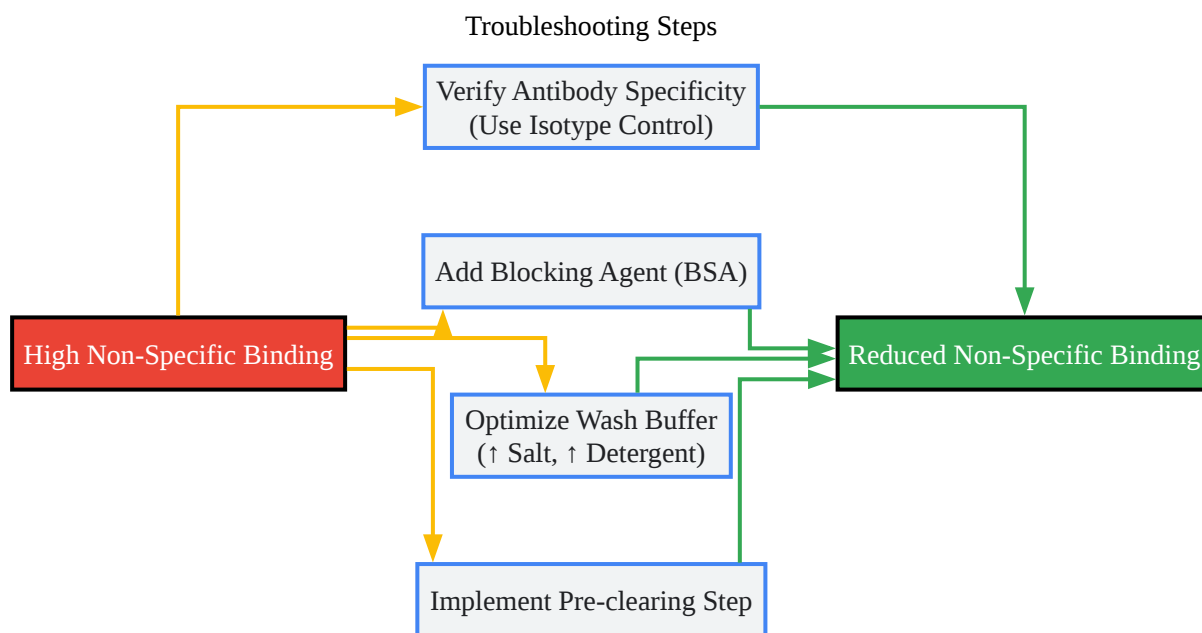 Troubleshooting Steps
Verify Antibody Specificity
(Use Isotype Control)
Add Blocking Agent (BSA)
High Non-Specific Binding
Reduced Non-Specific Binding
Optimize Wash Buffer
(↑ Salt, ↑ Detergent)
Implement Pre-clearing Step